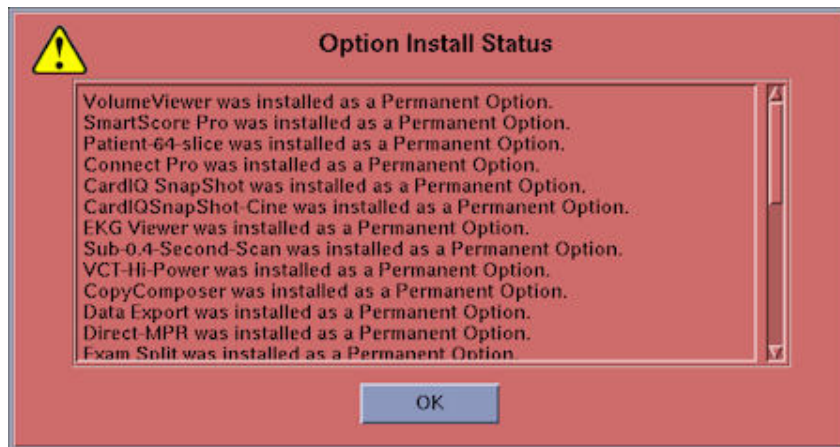 Option Install Status
VolumeViewer was installed as a Permanent Option.
SmartScore Pro was installed as a Permanent Option.
Patient-64-slice was installed as a Permanent Option.
Connect Pro was installed as a Permanent Option.
CardIQ SnapShot was installed as a Permanent Option.
CardIQSnapShot-Cine was installed as a Permanent Option.
EKG Viewer was installed as a Permanent Option.
Sub-0.4-Second-Scan was installed as a Permanent Option.
VCT-Hi-Power was installed as a Permanent Option.
CopyComposer was installed as a Permanent Option.
Data Export was installed as a Permanent Option.
Direct-MPR was installed as a Permanent Option.
Exam Split was installed as a Permanent Option.
OK